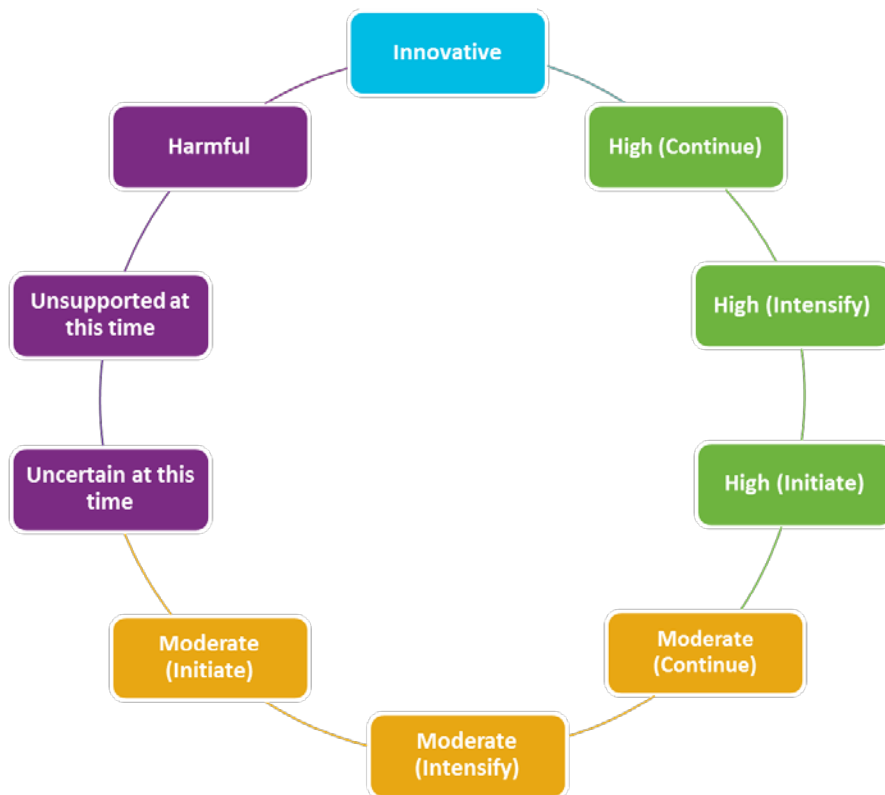 Innovative
High (Continue)
High (Intensify)
High (Initiate)
Moderate
(Continue)
Moderate
(Intensify)
Moderate
(Initiate)
Uncertain at this
time
Unsupported at
this time
Harmful